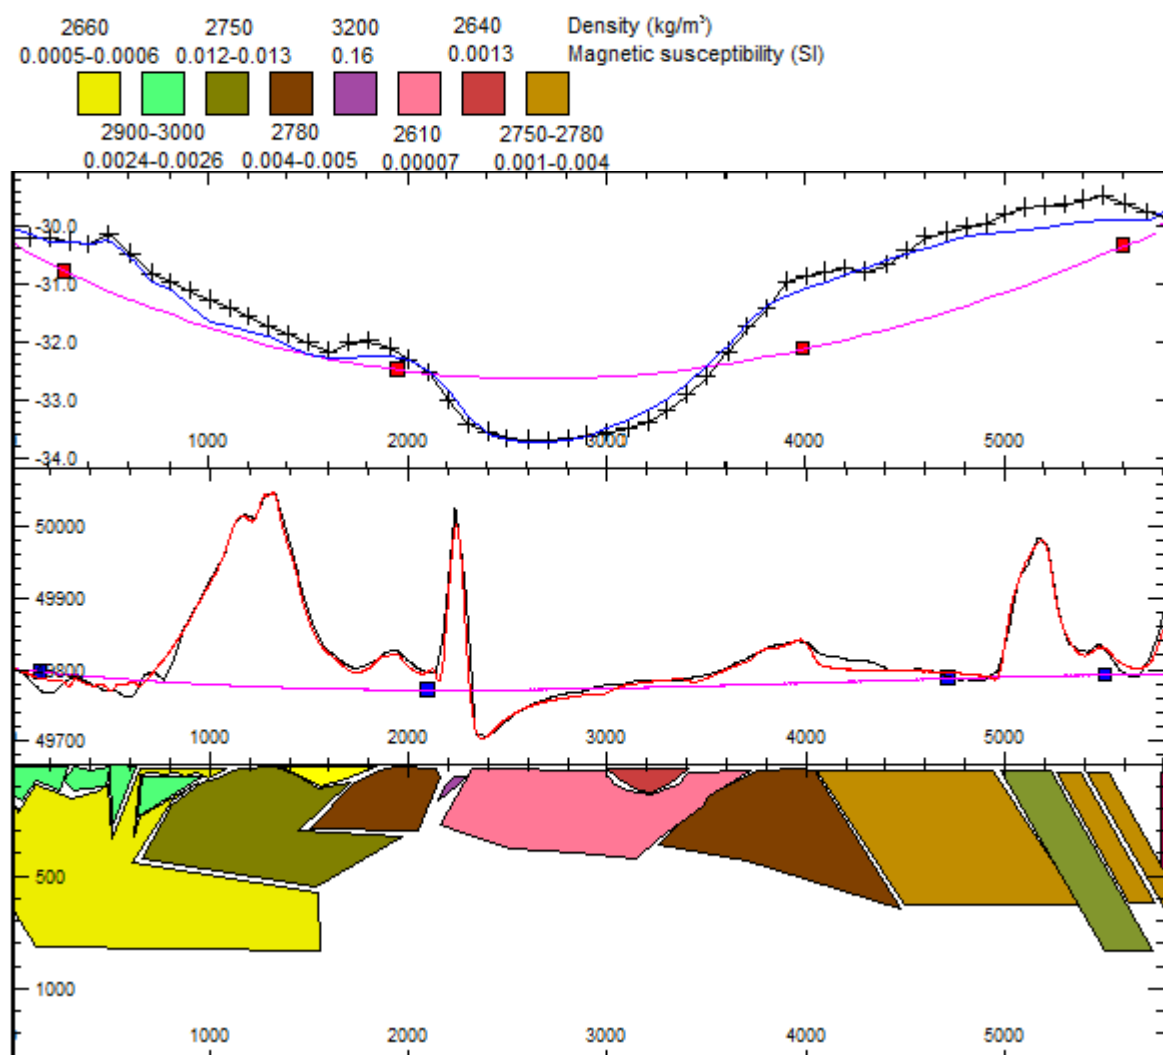 2660 2750 3200 2640 Density (kg/m³)
0.0005-0.0006 0.012-0.013 0.16 0.0013 Magnetic susceptibility (SI)
2900-3000 2780 2610 2750-2780
0.0024-0.0026 0.004-0.005 0.00007 0.001-0.004
-30.0
-31.0
-32.0
-33.0
-34.0
1000 2000 3000 4000 5000
50000
49900
49800
49700
1000 2000 3000 4000 5000
500
1000
1000 2000 3000 4000 5000